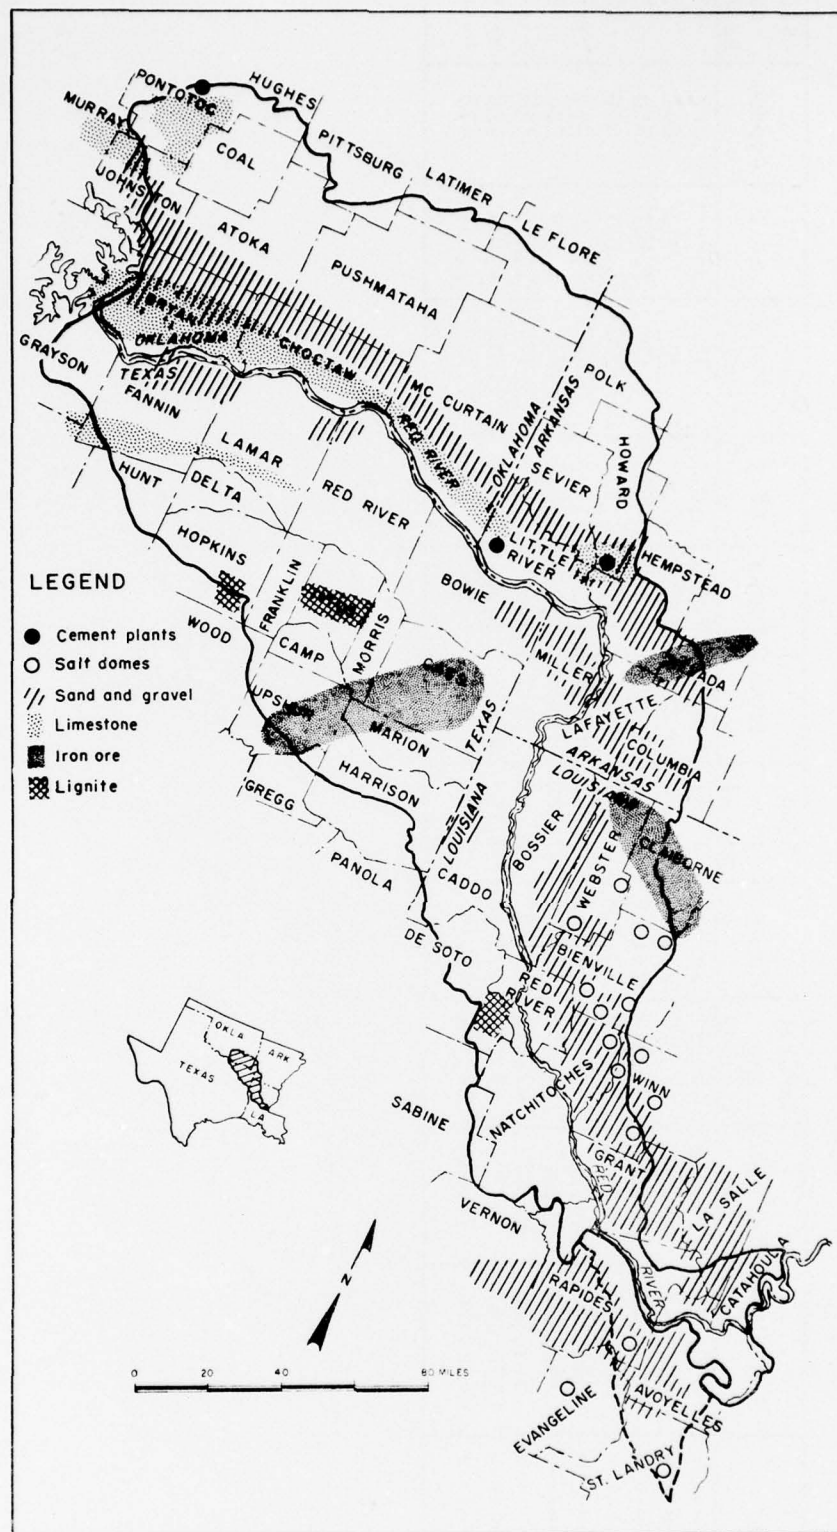 PONTOTOC
HUGHES
MURRAY
COAL
PITTSBURG
LATIMER
JOHNSTON
LE FLORE
ATOKA
PUSHMATAHA
BRYAN
OKLAHOMA
CHOCTAW
GRAYSON
TEXAS
FANNIN
MC CURTAIN
OKLAHOMA
ARKANSAS
POLK
LAMAR
RED RIVER
SEVIER
HOWARD
HUNT
DELTA
RED RIVER
LITTLE
RIVER
HEMPSTEAD
HOPKINS
FRANKLIN
BOWIE
WOOD
CAMP
MORRIS
MILLER
CASS
UPSHUR
LAFAYETTE
MARION
TEXAS
COLUMBIA
ARKANSAS
LOUISIANA
HARRISON
GREGG
LOUISIANA
BOSSIER
WEBSTER
CLAIBORNE
PANOLA
CADDO
DE SOTO
BIENVILLE
RED
RIVER
NATCHITOCHES
WINN
SABINE
GRANT
RED
LA SALLE
VERNON
RIVER
CATAHOULA
RAPIDES
AVOYELLES
EVANGELINE
ST. LANDRY
LEGEND
Cement plants
Salt domes
Sand and gravel
Limestone
Iron ore
Lignite
OKLA
TEXAS
ARK
LA
N
0 20 40 80 MILES